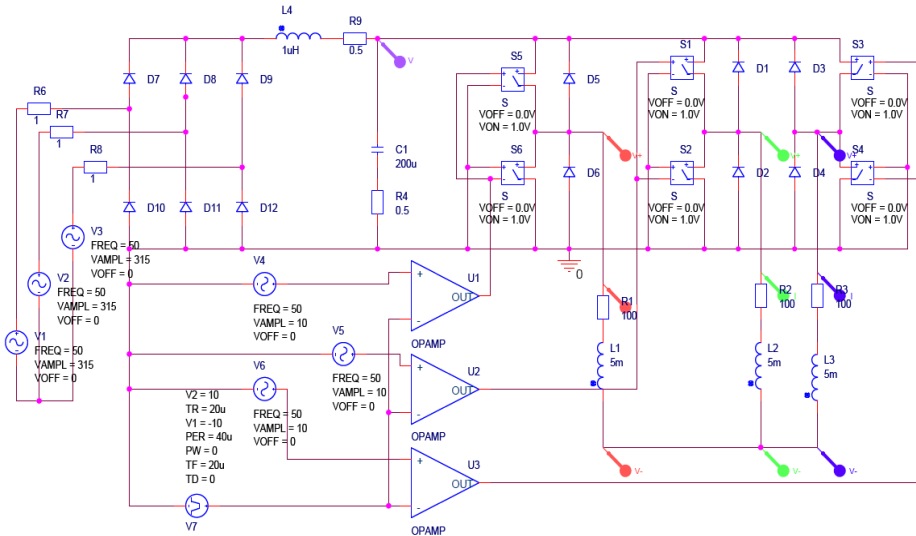 L4
1uH
R9
0.5
V
S5
S
VOFF = 0.0V
VON = 1.0V
D5
S1
S
VOFF = 0.0V
VON = 1.0V
D1
D3
S3
S
VOFF = 0.0V
VON = 1.0V
D7
D8
D9
R6
1
R7
1
R8
1
C1
200u
R4
0.5
S6
S
VOFF = 0.0V
VON = 1.0V
D6
V+
S2
S
VOFF = 0.0V
VON = 1.0V
D2
V+
D4
V+
S4
S
VOFF = 0.0V
VON = 1.0V
D10
D11
D12
V3
FREQ = 50
VAMPL = 315
VOFF = 0
V2
FREQ = 50
VAMPL = 315
VOFF = 0
V1
FREQ = 50
VAMPL = 315
VOFF = 0
0
V4
FREQ = 50
VAMPL = 10
VOFF = 0
U1
+
-
OUT
OPAMP
V5
FREQ = 50
VAMPL = 10
VOFF = 0
U2
+
-
OUT
OPAMP
V6
FREQ = 50
VAMPL = 10
VOFF = 0
U3
+
-
OUT
OPAMP
V2 = 10
TR = 20u
V1 = -10
PER = 40u
PW = 0
TF = 20u
TD = 0
V7
R1
100
L1
5m
R2
100
I
L2
5m
R3
100
I
L3
5m
V-
V-
V-